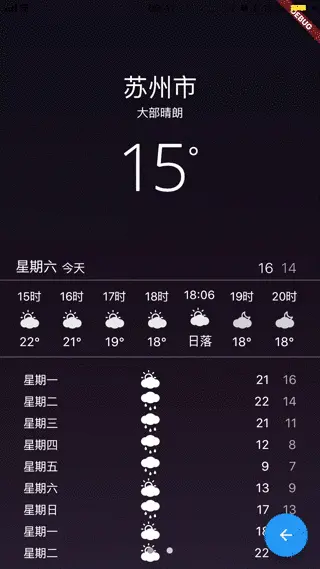 DEBUG
苏州市
大部晴朗
15°
星期六 今天 16 14
15时 16时 17时 18时 18:06 19时 20时
22° 21° 19° 18° 日落 18° 18°
星期一 21 16
星期二 22 14
星期三 21 11
星期四 12 8
星期五 9 7
星期六 13 9
星期日 17 13
星期一
星期二 22